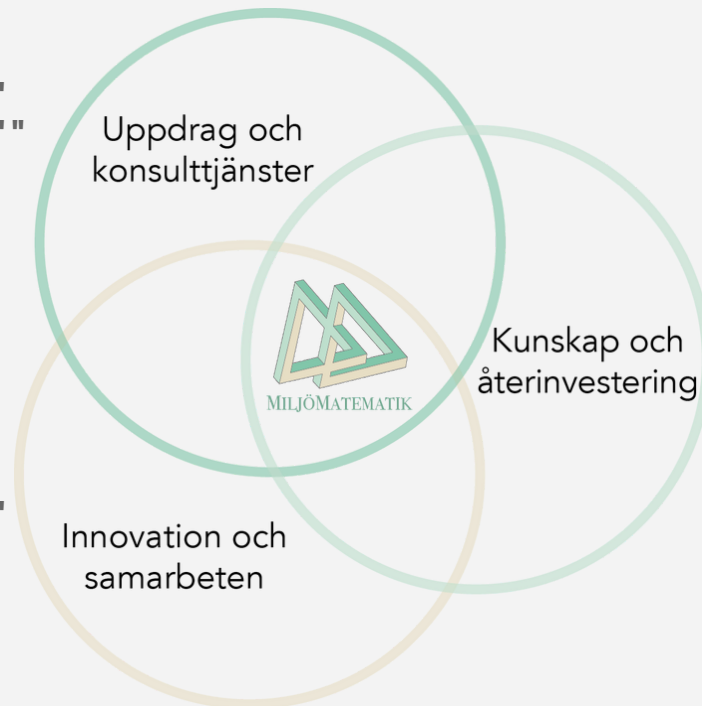 Uppdrag och
konsulttjänster
Kunskap och
återinvestering
MILJÖMATEMATIK
Innovation och
samarbeten